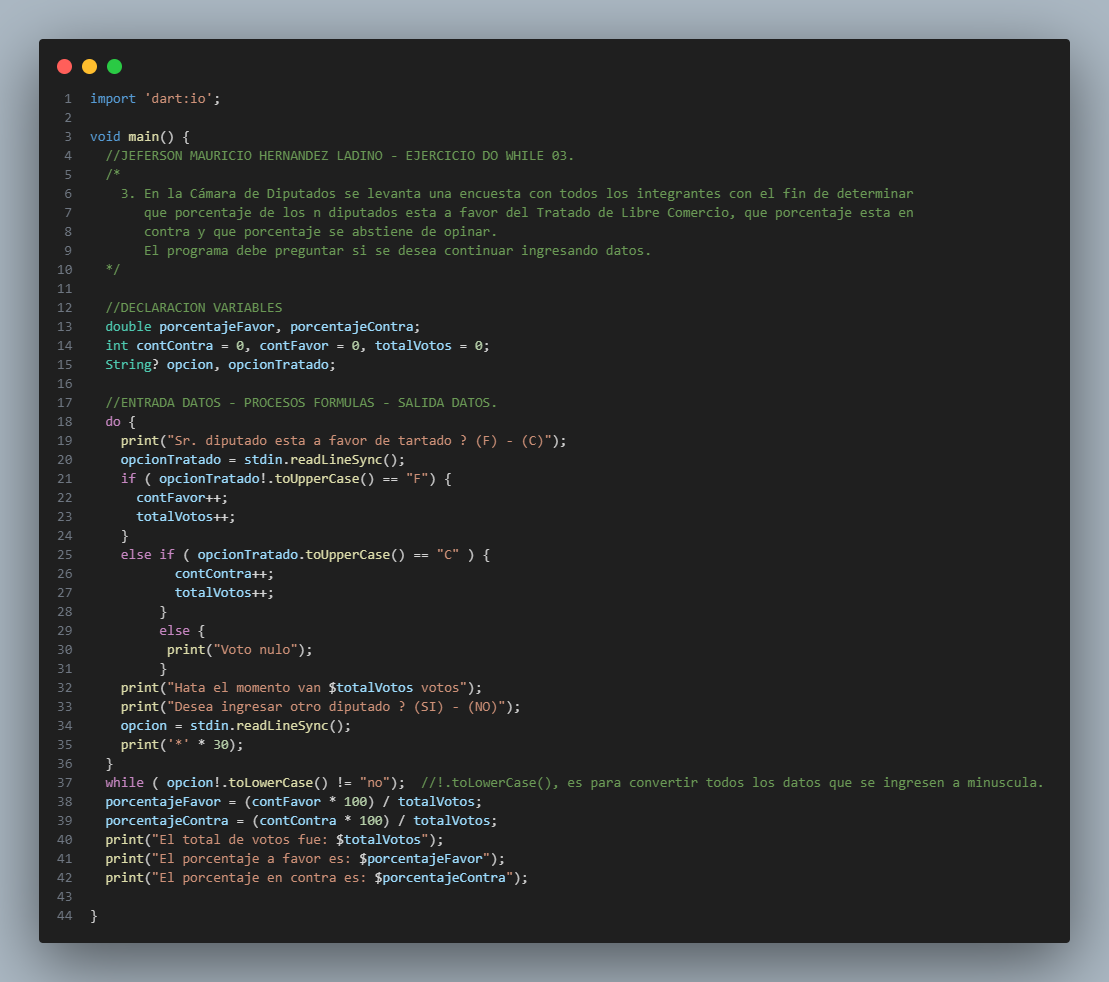 1 import 'dart:io';
2
3 void main() {
4 //JEFERSON MAURICIO HERNANDEZ LADINO - EJERCICIO DO WHILE 03.
5 /*
6 3. En la Cámara de Diputados se levanta una encuesta con todos los integrantes con el fin de determinar
7 que porcentaje de los n diputados esta a favor del Tratado de Libre Comercio, que porcentaje esta en
8 contra y que porcentaje se abstiene de opinar.
9 El programa debe preguntar si se desea continuar ingresando datos.
10 */
11
12 //DECLARACION VARIABLES
13 double porcentajeFavor, porcentajeContra;
14 int contContra = 0, contFavor = 0, totalVotos = 0;
15 String? opcion, opcionTratado;
16
17 //ENTRADA DATOS - PROCESOS FORMULAS - SALIDA DATOS.
18 do {
19 print("Sr. diputado esta a favor de tartado ? (F) - (C)");
20 opcionTratado = stdin.readLineSync();
21 if ( opcionTratado!.toUpperCase() == "F") {
22 contFavor++;
23 totalVotos++;
24 }
25 else if ( opcionTratado.toUpperCase() == "C" ) {
26 contContra++;
27 totalVotos++;
28 }
29 else {
30 print("Voto nulo");
31 }
32 print("Hata el momento van $totalVotos votos");
33 print("Desea ingresar otro diputado ? (SI) - (NO)");
34 opcion = stdin.readLineSync();
35 print('*' * 30);
36 }
37 while ( opcion!.toLowerCase() != "no"); //!.toLowerCase(), es para convertir todos los datos que se ingresen a minuscula.
38 porcentajeFavor = (contFavor * 100) / totalVotos;
39 porcentajeContra = (contContra * 100) / totalVotos;
40 print("El total de votos fue: $totalVotos");
41 print("El porcentaje a favor es: $porcentajeFavor");
42 print("El porcentaje en contra es: $porcentajeContra");
43
44 }